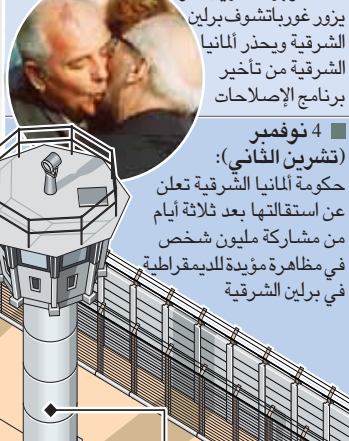 يزور غورباتشوف برلين
الشرقية ويحذر ألمانيا
الشرقية من تأخير
برنامج الإصلاحات
4 نوفمبر
(تشرين الثاني):
حكومة ألمانيا الشرقية تعلن
عن استقالتها بعد ثلاثة أيام
من مشاركة مليون شخص
في مظاهرة مؤيدة للديمقراطية
في برلين الشرقية